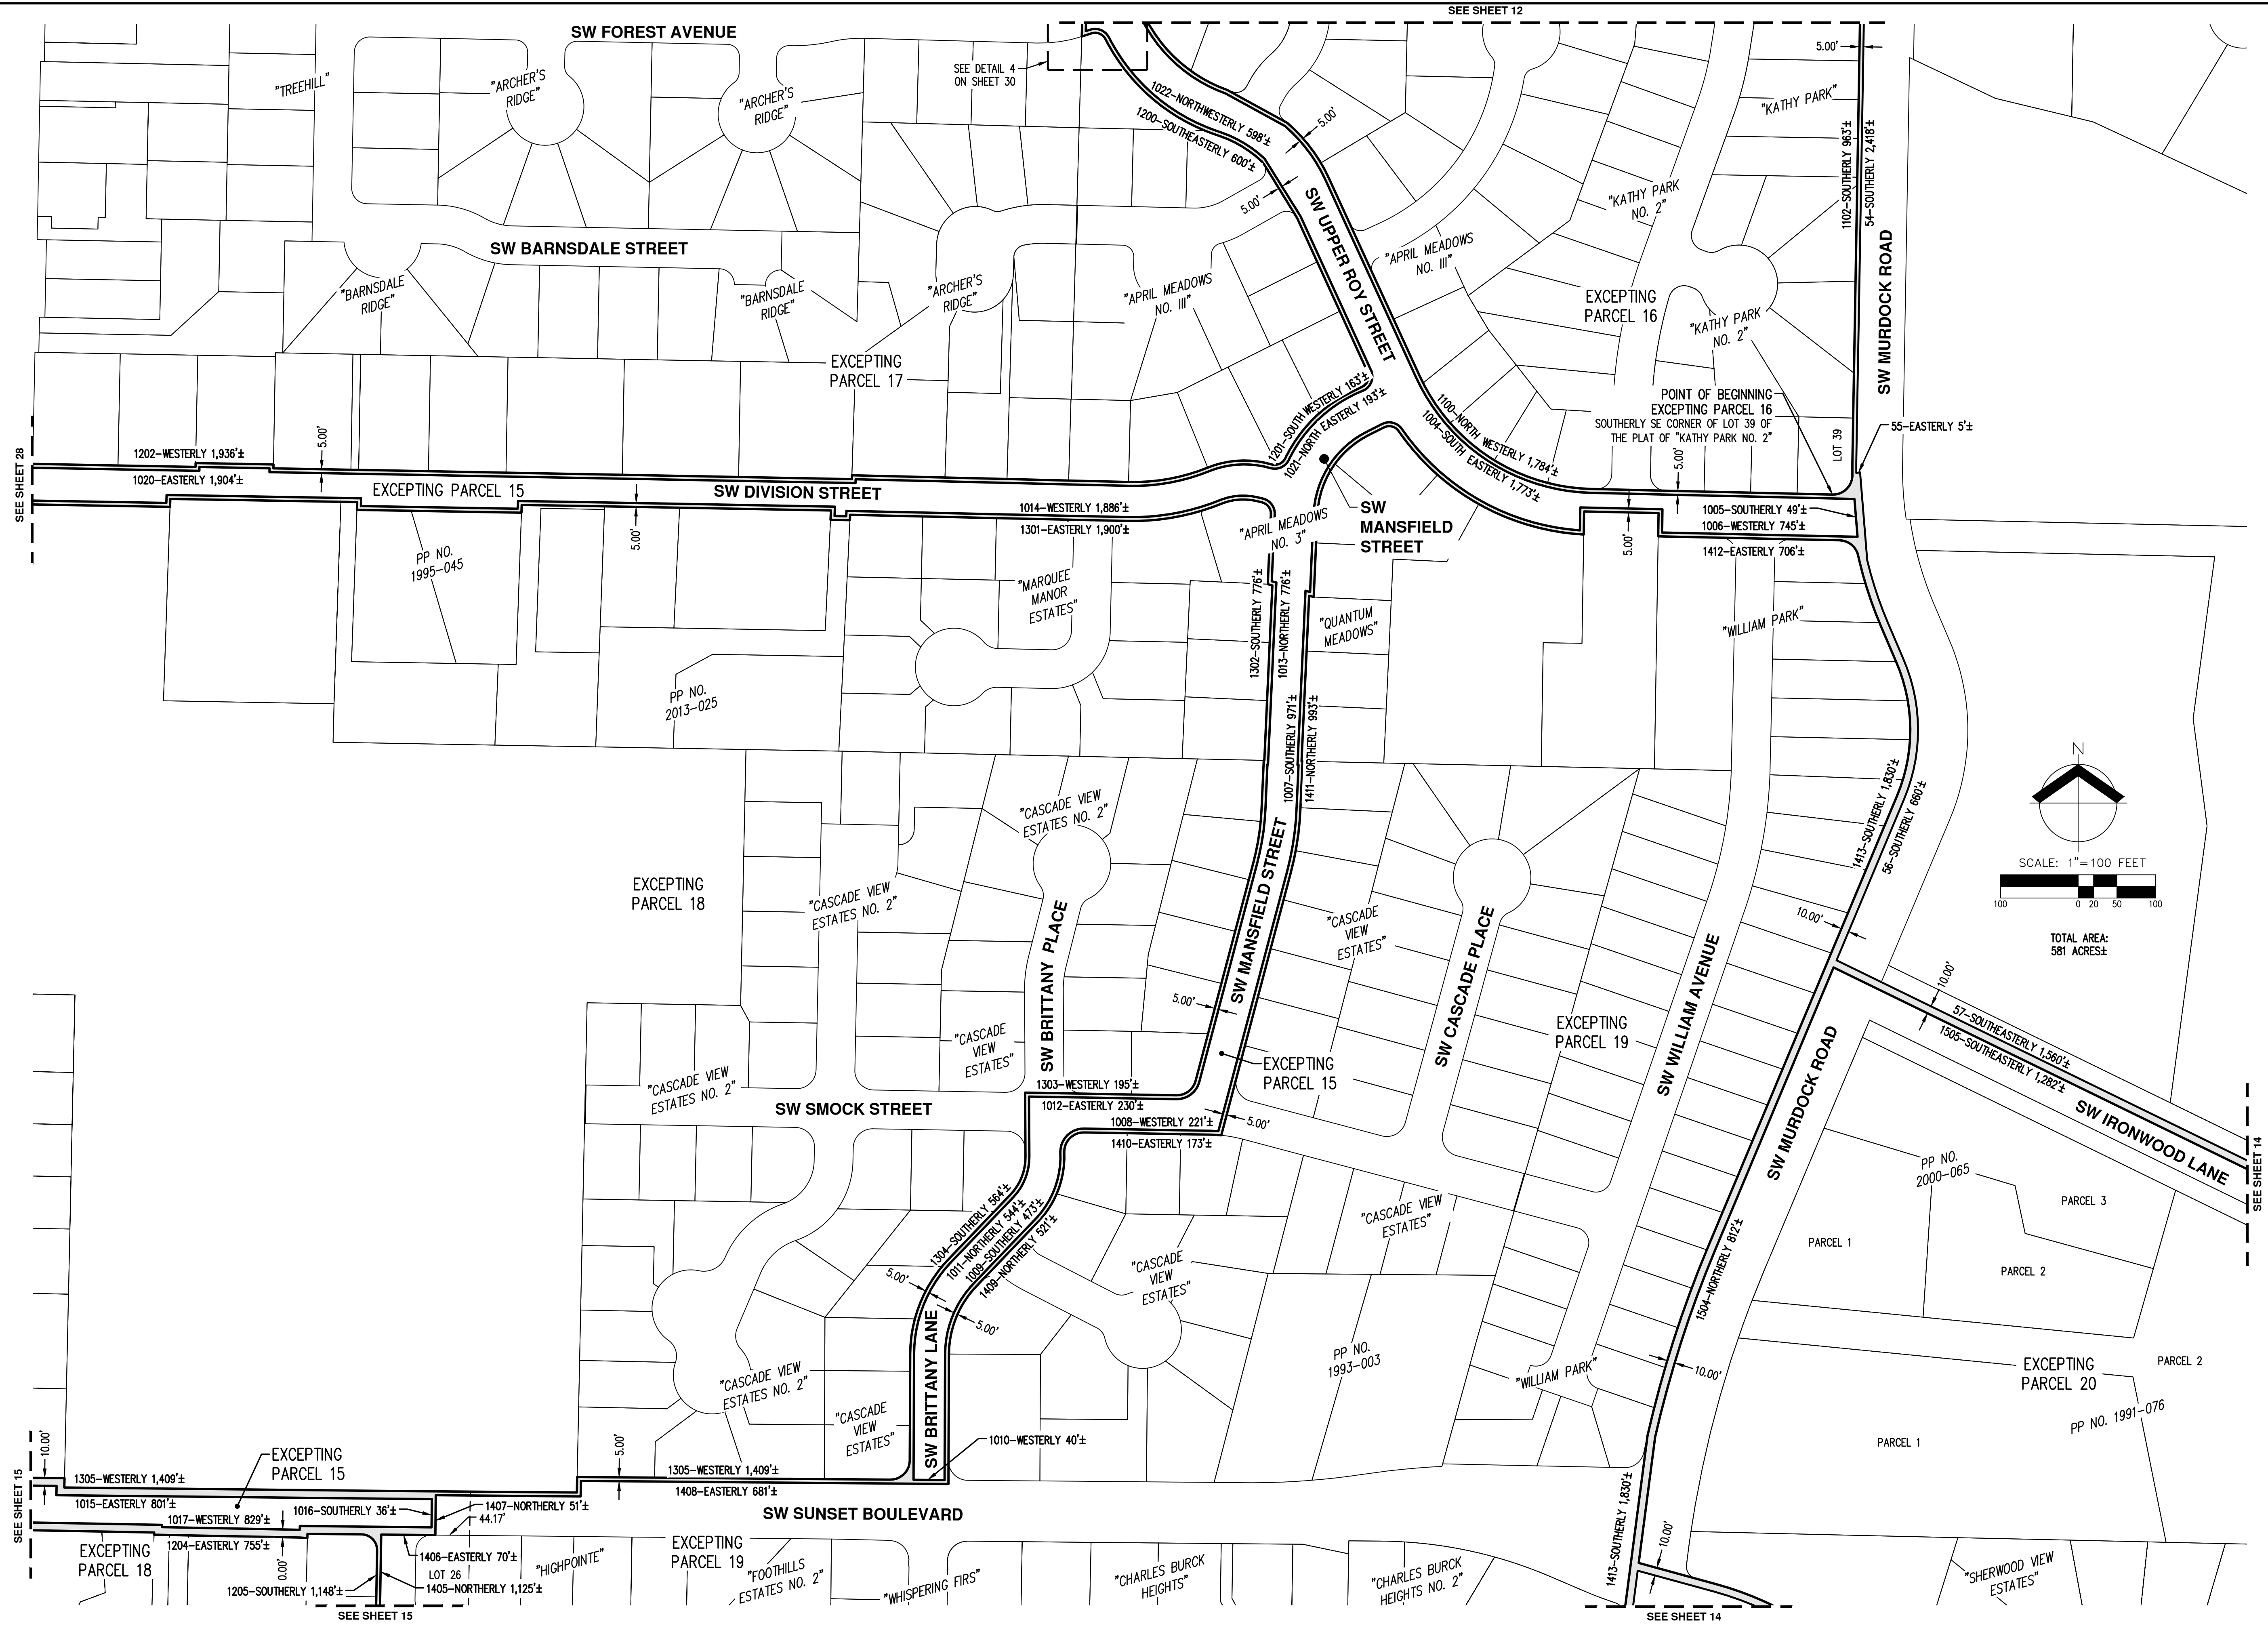 SEE SHEET 12
SW FOREST AVENUE
"TREEHILL"
"ARCHER'S
RIDGE"
"ARCHER'S
RIDGE"
SEE DETAIL 4
ON SHEET 30
1022-NORTHWESTERLY 598'±
1200-SOUTHEASTERLY 600'±
5.00'
5.00'
5.00'
"KATHY PARK"
1102-SOUTHERLY 963'±
54-SOUTHERLY 2,418'±
"KATHY PARK
NO. 2"
SW BARNSDALE STREET
"BARNSDALE
RIDGE"
"BARNSDALE
RIDGE"
"ARCHER'S
RIDGE"
"APRIL MEADOWS
NO. III"
SW UPPER ROY STREET
"APRIL MEADOWS
NO. III"
EXCEPTING
PARCEL 16
"KATHY PARK
NO. 2"
SW MURDOCK ROAD
EXCEPTING
PARCEL 17
1201-SOUTH WESTERLY 163'±
1021-NORTH EASTERLY 193'±
1100-NORTH WESTERLY 1,784'±
1004-SOUTH EASTERLY 1,773'±
POINT OF BEGINNING
EXCEPTING PARCEL 16
SOUTHERLY SE CORNER OF LOT 39 OF
THE PLAT OF "KATHY PARK NO. 2"
LOT 39
55-EASTERLY 5'±
SEE SHEET 28
1202-WESTERLY 1,936'±
5.00'
1020-EASTERLY 1,904'±
EXCEPTING PARCEL 15
SW DIVISION STREET
5.00'
1014-WESTERLY 1,886'±
1301-EASTERLY 1,900'±
"APRIL MEADOWS
NO. 3"
SW
MANSFIELD
STREET
5.00'
5.00'
1005-SOUTHERLY 49'±
1006-WESTERLY 745'±
1412-EASTERLY 706'±
PP NO.
1995-045
"MARQUEE
MANOR
ESTATES"
1302-SOUTHERLY 776'±
1013-NORTHERLY 776'±
"QUANTUM
MEADOWS"
"WILLIAM PARK"
PP NO.
2013-025
1007-SOUTHERLY 971'±
1411-NORTHERLY 993'±
1413-SOUTHERLY 1,830'±
56-SOUTHERLY 660'±
N
SCALE: 1"=100 FEET
100 0 20 50 100
TOTAL AREA:
581 ACRES±
"CASCADE VIEW
ESTATES NO. 2"
EXCEPTING
PARCEL 18
"CASCADE VIEW
ESTATES NO. 2"
SW BRITTANY PLACE
SW MANSFIELD STREET
"CASCADE
VIEW
ESTATES"
SW CASCADE PLACE
SW WILLIAM AVENUE
10.00'
10.00'
57-SOUTHEASTERLY 1,560'±
1505-SOUTHEASTERLY 1,282'±
SW IRONWOOD LANE
SEE SHEET 14
5.00'
"CASCADE
VIEW
ESTATES"
EXCEPTING
PARCEL 19
EXCEPTING
PARCEL 15
"CASCADE VIEW
ESTATES NO. 2"
SW SMOCK STREET
1303-WESTERLY 195'±
1012-EASTERLY 230'±
1008-WESTERLY 221'±
1410-EASTERLY 173'±
5.00'
SW MURDOCK ROAD
PP NO.
2000-065
PARCEL 3
PARCEL 1
PARCEL 2
1304-SOUTHERLY 564'±
1011-NORTHERLY 544'±
1009-SOUTHERLY 473'±
1409-NORTHERLY 521'±
5.00'
5.00'
"CASCADE VIEW
ESTATES"
"CASCADE
VIEW
ESTATES"
1504-NORTHERLY 812'±
SW BRITTANY LANE
PP NO.
1993-003
"WILLIAM PARK"
10.00'
PARCEL 2
EXCEPTING
PARCEL 20
PP NO. 1991-076
PARCEL 1
"CASCADE VIEW
ESTATES NO. 2"
"CASCADE
VIEW
ESTATES"
1010-WESTERLY 40'±
SEE SHEET 15
10.00'
EXCEPTING
PARCEL 15
1305-WESTERLY 1,409'±
5.00'
1305-WESTERLY 1,409'±
1408-EASTERLY 681'±
1015-EASTERLY 801'±
1016-SOUTHERLY 36'±
1407-NORTHERLY 51'±
44.17'
SW SUNSET BOULEVARD
1017-WESTERLY 829'±
1204-EASTERLY 755'±
0.00'
EXCEPTING
PARCEL 18
1406-EASTERLY 70'±
LOT 26
1205-SOUTHERLY 1,148'±
1405-NORTHERLY 1,125'±
"HIGHPOINTE"
EXCEPTING
PARCEL 19
"FOOTHILLS
ESTATES NO. 2"
"WHISPERING FIRS"
"CHARLES BURCK
HEIGHTS"
"CHARLES BURCK
HEIGHTS NO. 2"
1413-SOUTHERLY 1,830'±
10.00'
"SHERWOOD VIEW
ESTATES"
SEE SHEET 15
SEE SHEET 14